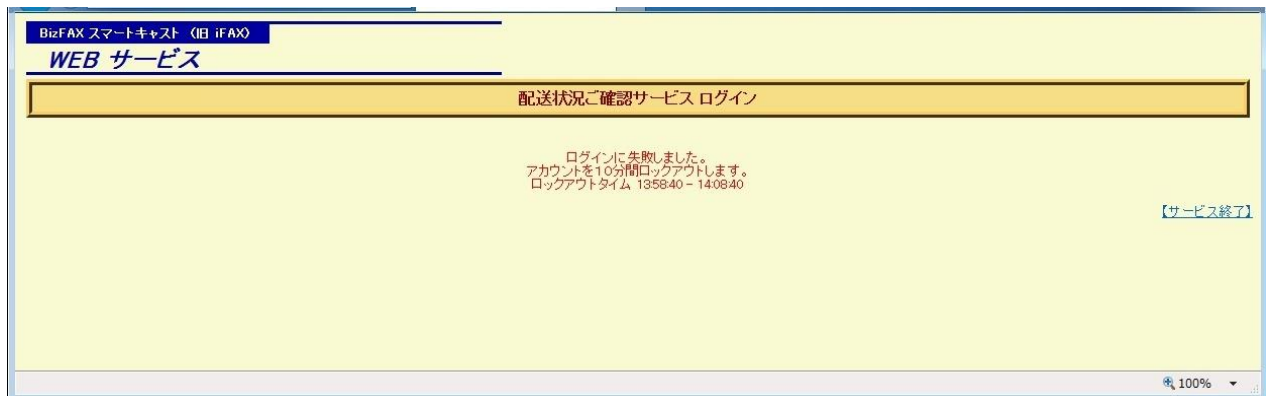 BizFAX スマートキャスト（旧 iFAX）
WEB サービス
配送状況ご確認サービス ログイン
ログインに失敗しました。
アカウントを１０分間ロックアウトします。
ロックアウトタイム 13:58:40 - 14:08:40
【サービス終了】
100%